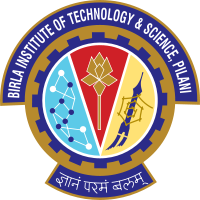 BIRLA INSTITUTE OF TECHNOLOGY & SCIENCE, PILANI
ज्ञानं परमं बलम्